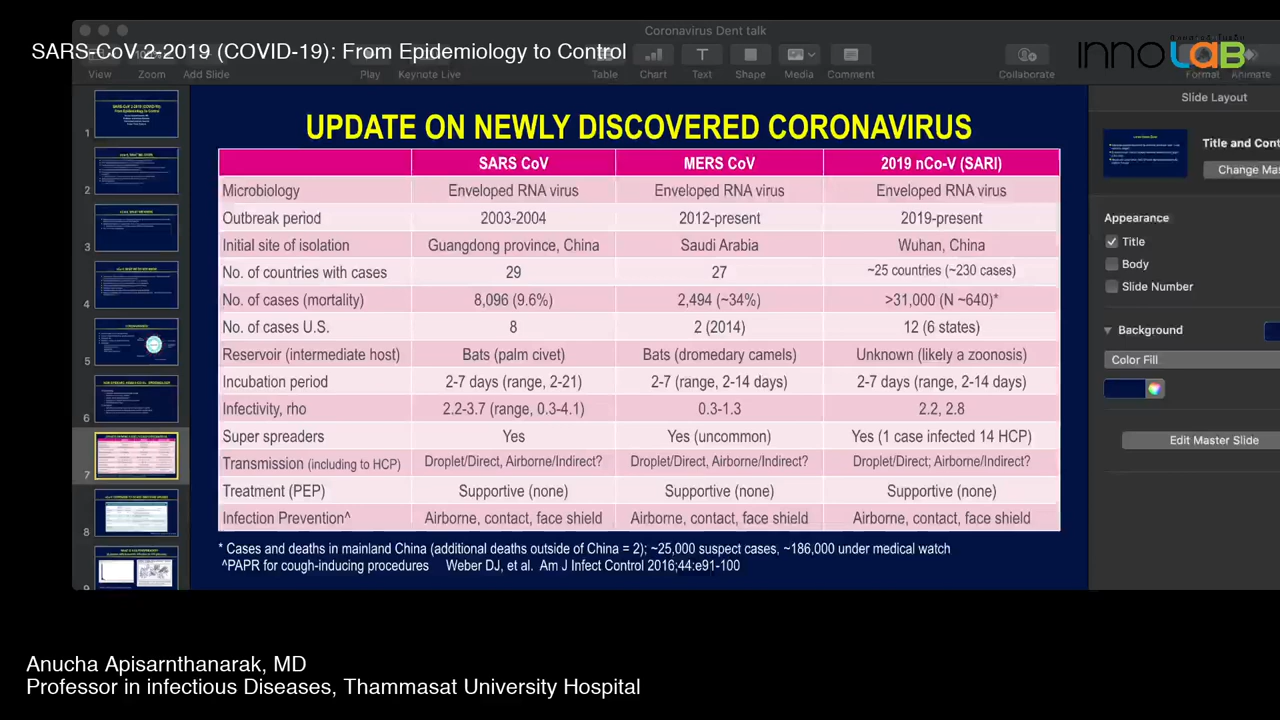 Coronavirus Dent talk
SARS-CoV 2-2019 (COVID-19): From Epidemiology to Control
INNOLAB
View Zoom Add Slide Play Keynote Live Table Chart Text Shape Media Comment Collaborate Format Animate
Slide Layout
UPDATE ON NEWLY DISCOVERED CORONAVIRUS
Title and Cont
Change Mas
SARS CoV MERS CoV 2019 nCo-V (SARI)
Microbiology Enveloped RNA virus Enveloped RNA virus Enveloped RNA virus
Outbreak period 2003-2004 2012-present 2019-present
Initial site of isolation Guangdong province, China Saudi Arabia Wuhan, China
No. of countries with cases 29 27 ~25 countries (~230 cases)
No. of cases (mortality) 8,096 (9.6%) 2,494 (~34%) >31,000 (N ~640)*
No. of cases U.S. 8 2 (2014) 12 (6 states)
Reservoir (intermediate host) Bats (palm civet) Bats (dromedary camels) Unknown (likely a zoonosis)
Incubation period 2-7 days (range, 2-21) 2-7 (range, 2-14 days) 2-7 days (range, 2-14 days)
Infectivity, rho 2.2-3.7 (range, 0.3-4.1) 0.3-1.3 2.2, 2.8
Super spreaders Yes Yes (uncommon) Yes (1 case infected 14 HCP)
Transmission (including to HCP) Droplet/Direct, Airborne/Indirect? Droplet/Direct, Airborne/Indirect? Droplet/Direct; Airborne/Indirect?
Treatment (PEP) Supportive (none) Supportive (none) Supportive (none)
Infection Prevention^ Airborne, contact, face shield Airborne, contact, face shield Airborne, contact, face shield
* Cases and deaths in mainland China (additional deaths outside China = 2); ~25,000 suspect cases, ~186,000 under medical watch
^PAPR for cough-inducing procedures Weber DJ, et al. Am J Infect Control 2016;44:e91-100
Appearance
Title
Body
Slide Number
Background
Color Fill
Edit Master Slide
1
2
3
4
5
6
7
8
9
Anucha Apisarnthanarak, MD
Professor in infectious Diseases, Thammasat University Hospital